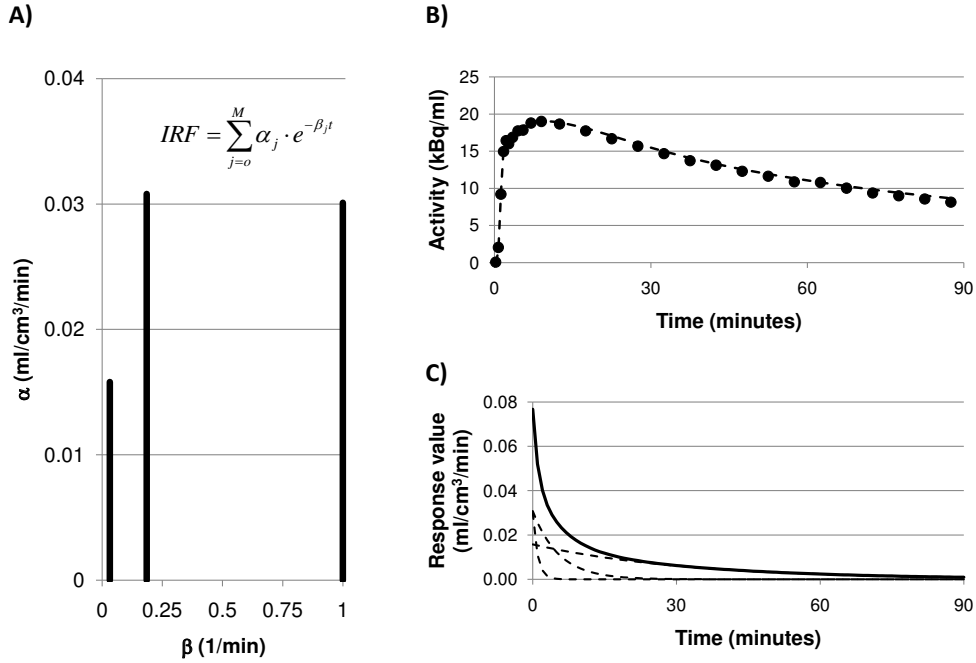 A)
0.04
0.03
0.02
0.01
0
0 0.25 0.5 0.75 1
α (ml/cm³/min)
β (1/min)
IRF = \sum_{j=o}^{M} α_j · e^{-β_j t}
B)
25
20
15
10
5
0
0 30 60 90
Activity (kBq/ml)
Time (minutes)
C)
0.08
0.06
0.04
0.02
0.00
0 30 60 90
Response value
(ml/cm³/min)
Time (minutes)